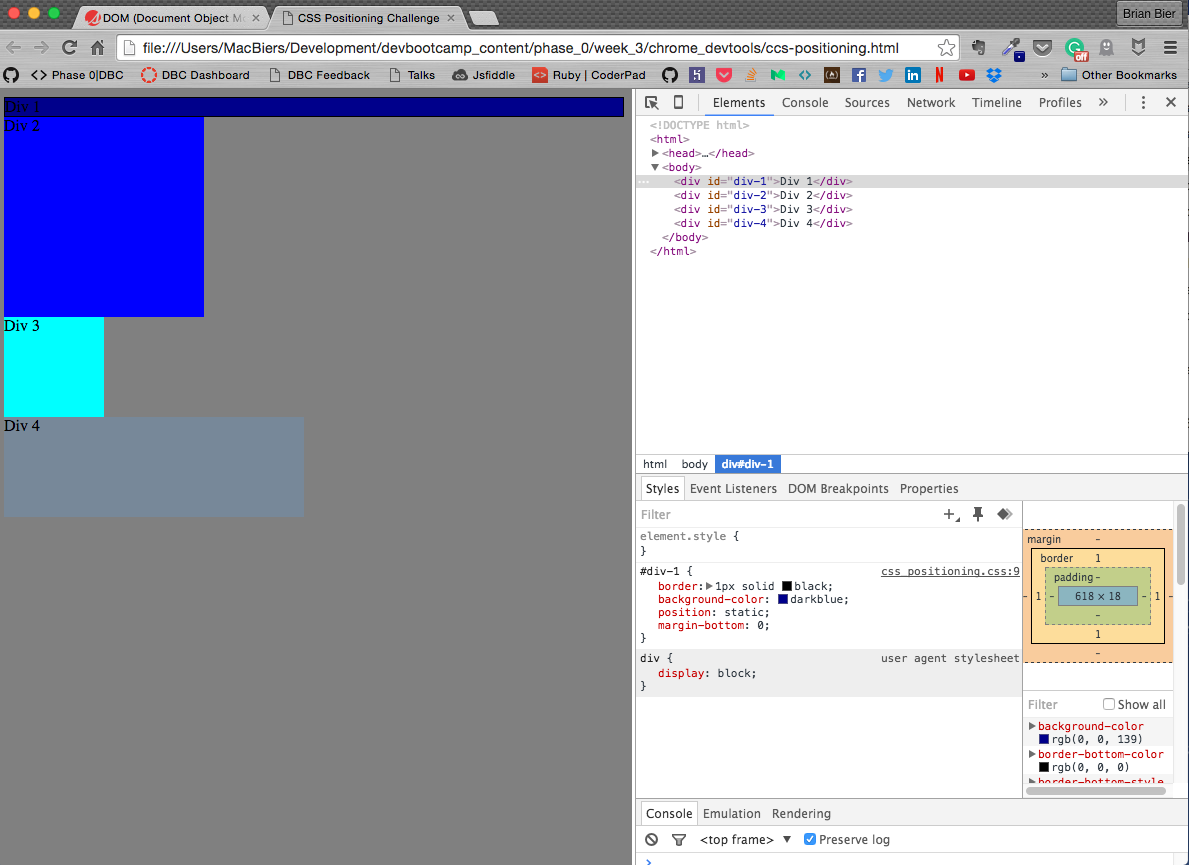 DOM (Document Object Mo
CSS Positioning Challenge
Brian Bier
file:///Users/MacBiers/Development/devbootcamp_content/phase_0/week_3/chrome_devtools/ccs-positioning.html
<> Phase 0|DBC
DBC Dashboard
DBC Feedback
Talks
Jsfiddle
Ruby | CoderPad
» Other Bookmarks
Div 1
Div 2
Div 3
Div 4
Elements Console Sources Network Timeline Profiles »
<!DOCTYPE html>
<html>
▶<head>…</head>
▼<body>
... <div id="div-1">Div 1</div>
<div id="div-2">Div 2</div>
<div id="div-3">Div 3</div>
<div id="div-4">Div 4</div>
</body>
</html>
html body div#div-1
Styles Event Listeners DOM Breakpoints Properties
Filter
element.style {
}
#div-1 { css_positioning.css:9
border:▶1px solid black;
background-color: darkblue;
position: static;
margin-bottom: 0;
}
div { user agent stylesheet
display: block;
}
margin -
border 1
padding -
- 1 - 618 × 18 - 1 -
-
1
-
Filter Show all
▶background-color
rgb(0, 0, 139)
▶border-bottom-color
rgb(0, 0, 0)
▶border-bottom-style
Console Emulation Rendering
<top frame> ▼ Preserve log
>